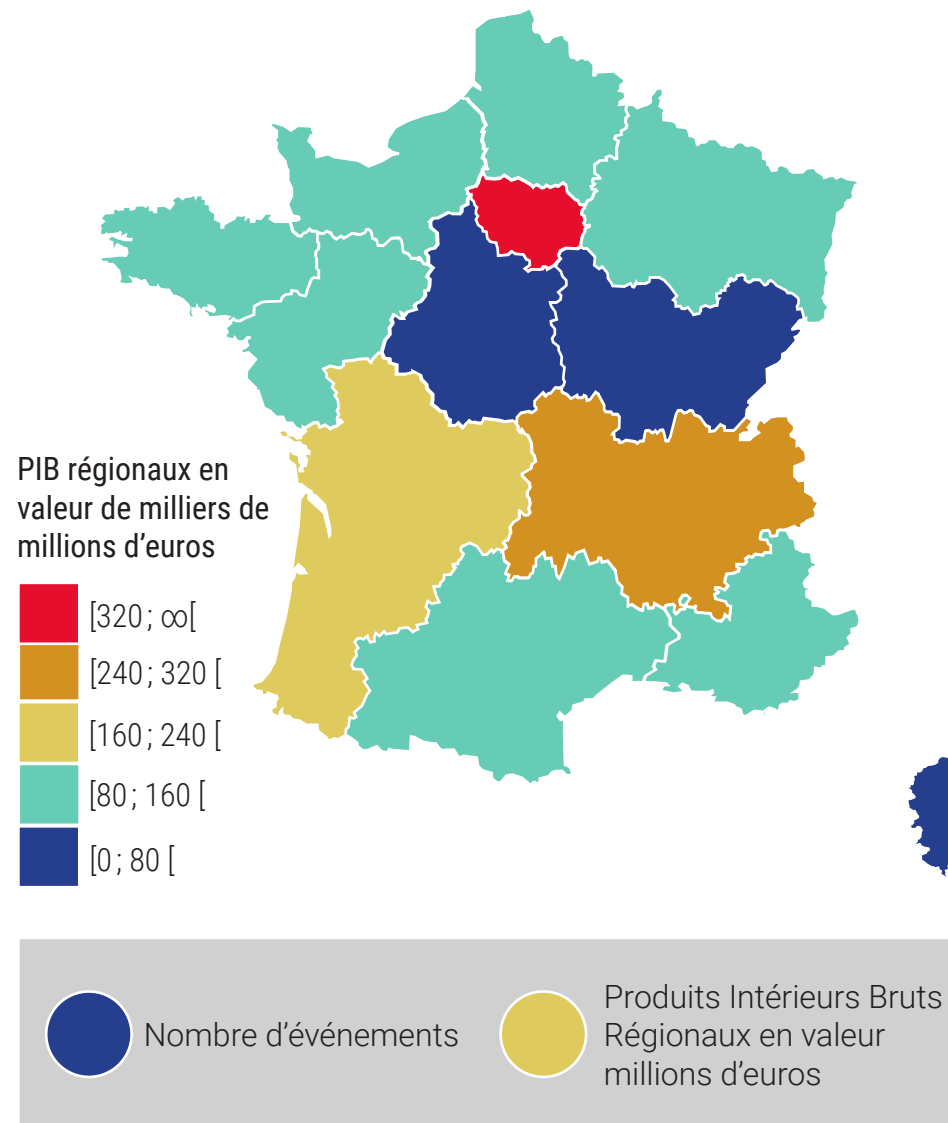 PIB régionaux en
valeur de milliers de
millions d'euros
[320 ; ∞[
[240 ; 320 [
[160 ; 240 [
[80 ; 160 [
[0 ; 80 [
Nombre d'événements
Produits Intérieurs Bruts
Régionaux en valeur
millions d'euros